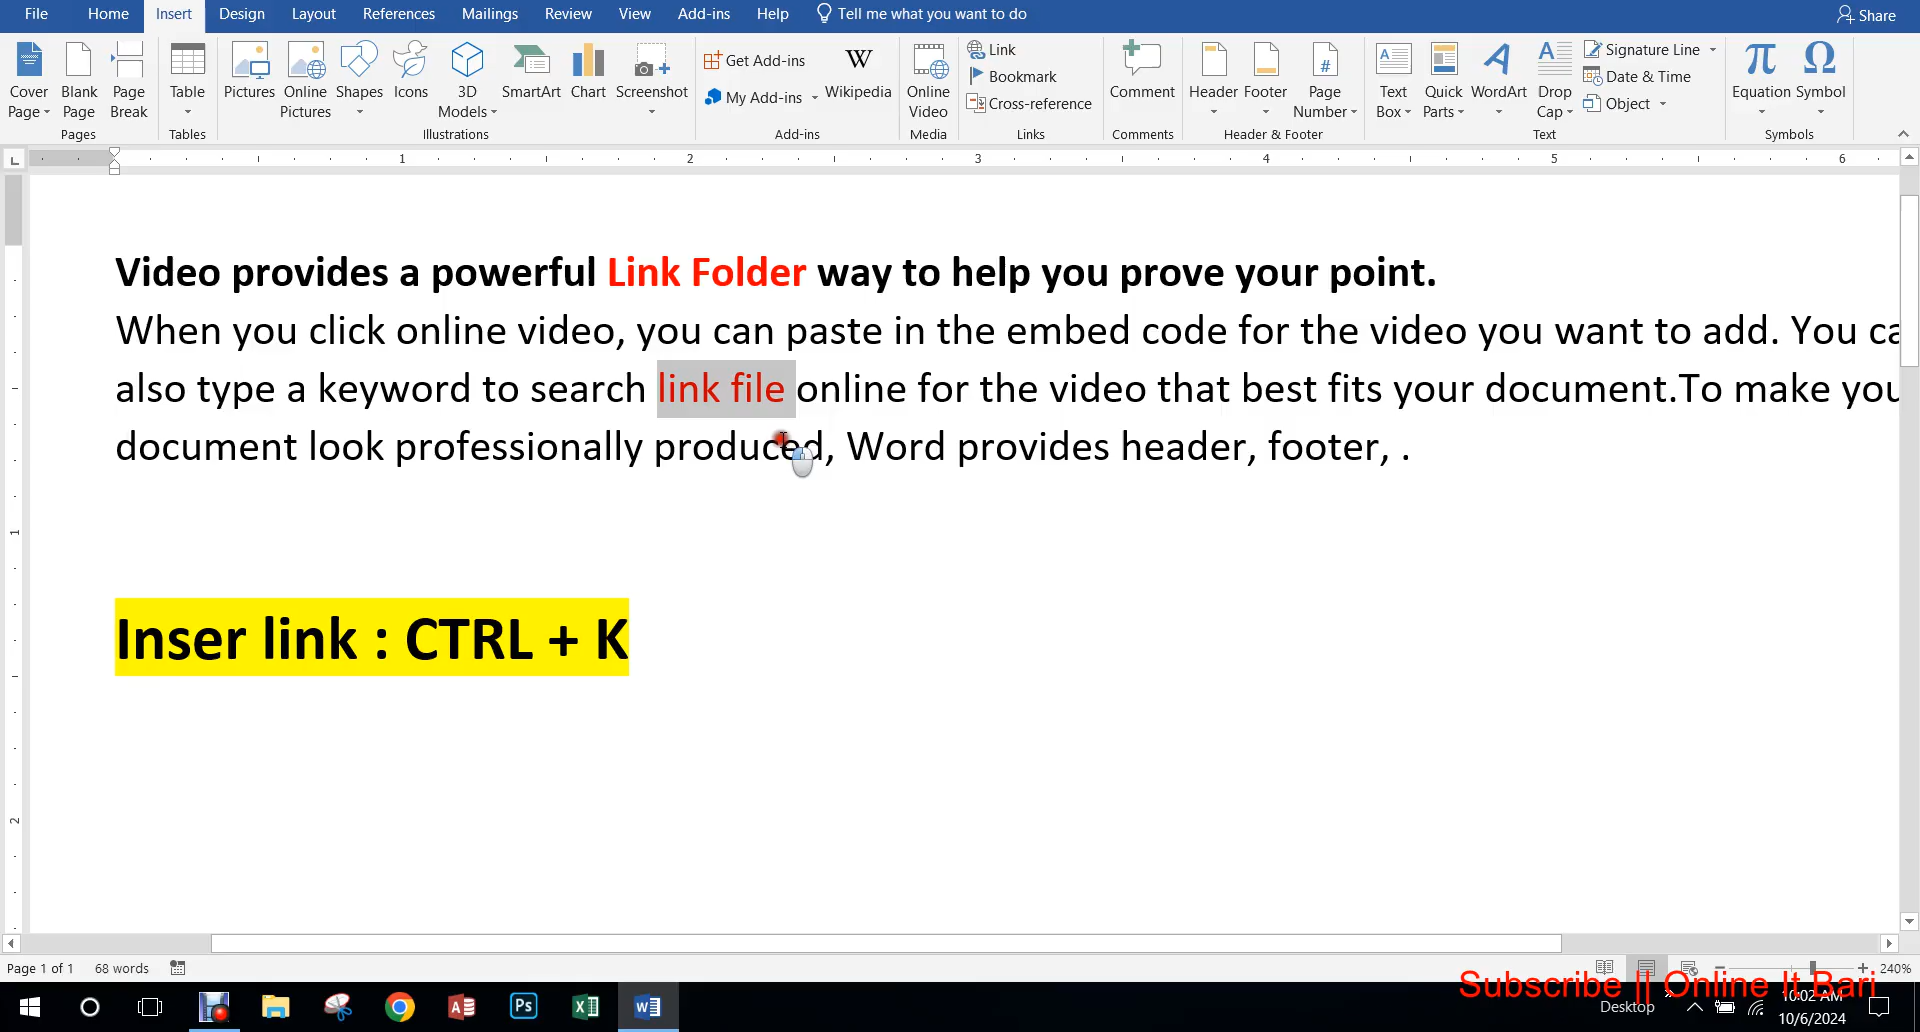 File Home Insert Design Layout References Mailings Review View Add-ins Help Tell me what you want to do Share
Cover Page Blank Page Page Break Table Pictures Online Pictures Shapes Icons 3D Models SmartArt Chart Screenshot
Get Add-ins
My Add-ins
Wikipedia
Online Video
Link
Bookmark
Cross-reference
Comment
Header Footer Page Number
Text Box Quick Parts WordArt Drop Cap
Signature Line
Date & Time
Object
Equation Symbol
Pages Tables Illustrations Add-ins Media Links Comments Header & Footer Text Symbols
1 2 3 4 5 6
Video provides a powerful Link Folder way to help you prove your point.
When you click online video, you can paste in the embed code for the video you want to add. You ca
also type a keyword to search link file online for the video that best fits your document.To make you
document look professionally produced, Word provides header, footer, .
1
Inser link : CTRL + K
2
Page 1 of 1 68 words 240%
Subscribe || Online It Bari
Desktop 10:02 AM
10/6/2024